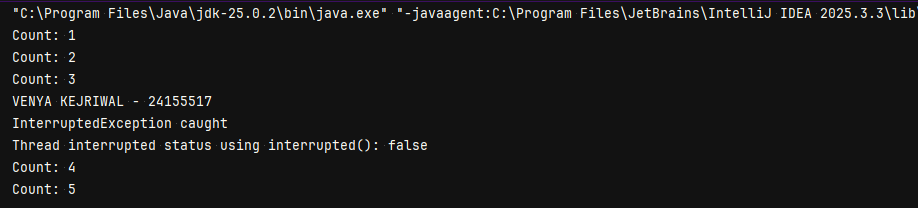 "C:\Program Files\Java\jdk-25.0.2\bin\java.exe" "-javaagent:C:\Program Files\JetBrains\IntelliJ IDEA 2025.3.3\lib
Count: 1
Count: 2
Count: 3
VENYA KEJRIWAL - 24155517
InterruptedException caught
Thread interrupted status using interrupted(): false
Count: 4
Count: 5